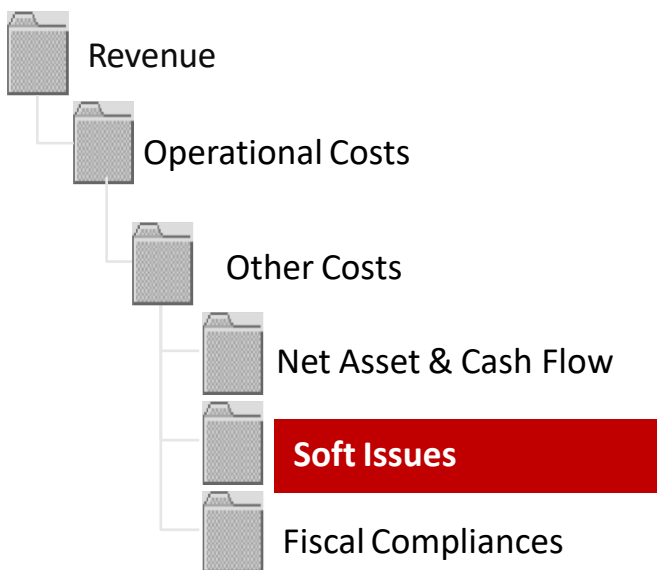 Revenue
Operational Costs
Other Costs
Net Asset & Cash Flow
Soft Issues
Fiscal Compliances